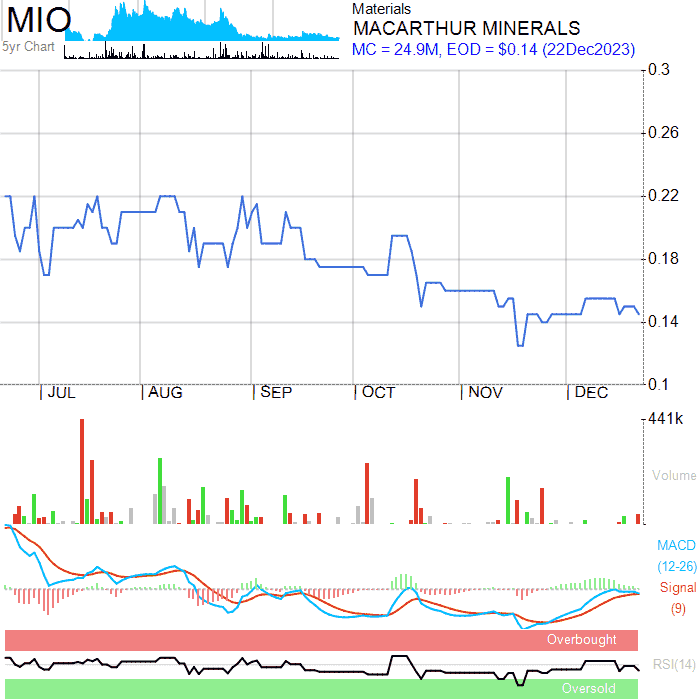 MIO
5yr Chart
Materials
MACARTHUR MINERALS
MC = 24.9M, EOD = $0.14 (22Dec2023)
0.3
0.26
0.22
0.18
0.14
0.1
JUL AUG SEP OCT NOV DEC
441k
Volume
MACD
(12-26)
Signal
(9)
Overbought
RSI(14)
Oversold